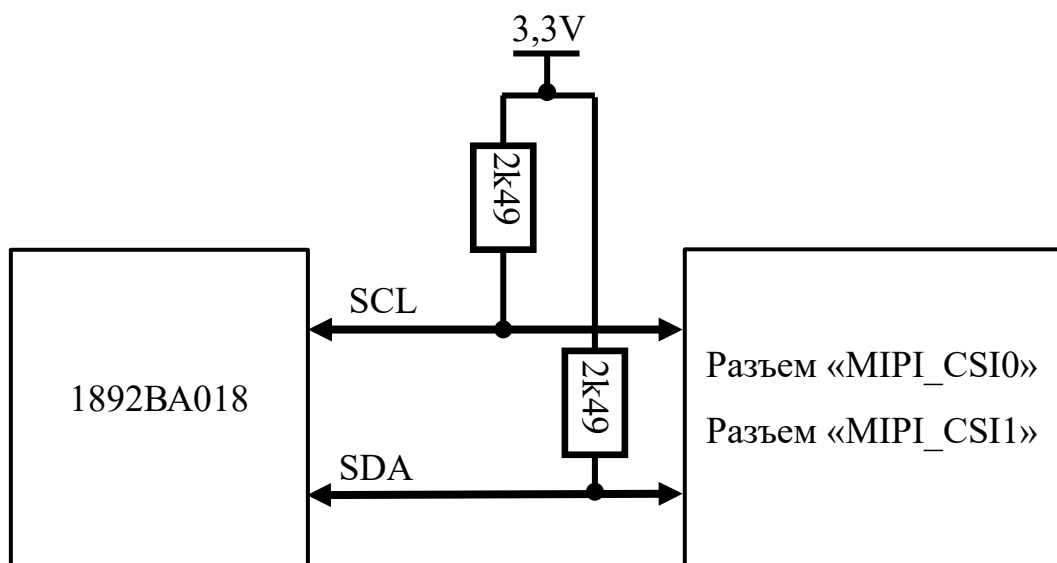 3,3V
2k49
SCL
2k49
SDA
1892ВА018
Разъем «MIPI_CSI0»
Разъем «MIPI_CSI1»